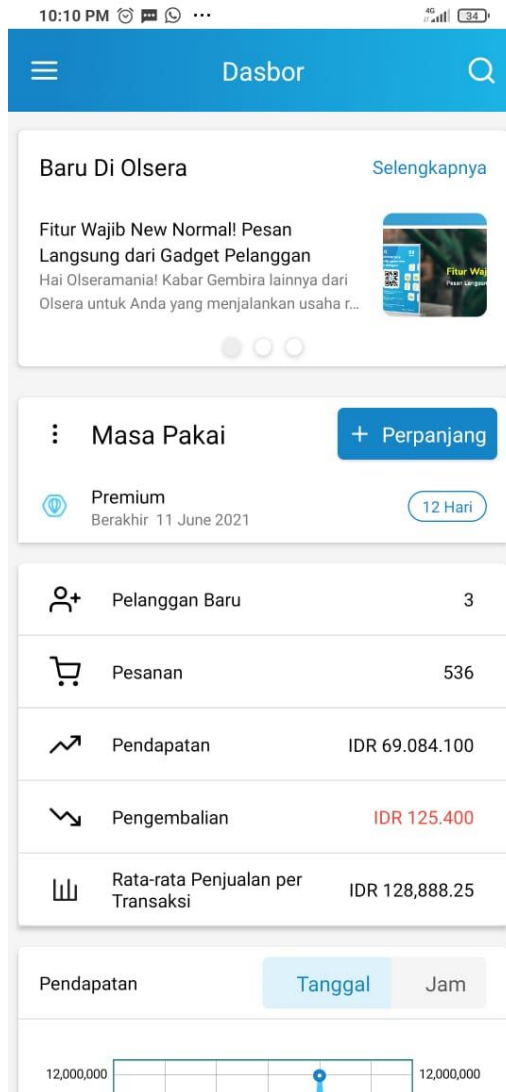 10:10 PM
4G
34
Dasbor
Baru Di Olsera
Selengkapnya
Fitur Wajib New Normal! Pesan
Langsung dari Gadget Pelanggan
Hai Olseramania! Kabar Gembira lainnya dari
Olsera untuk Anda yang menjalankan usaha r...
Fitur Waj
Pesan Langsun
Masa Pakai
+ Perpanjang
Premium
Berakhir 11 June 2021
12 Hari
Pelanggan Baru
3
Pesanan
536
Pendapatan
IDR 69.084.100
Pengembalian
IDR 125.400
Rata-rata Penjualan per
Transaksi
IDR 128,888.25
Pendapatan
Tanggal
Jam
12,000,000
12,000,000